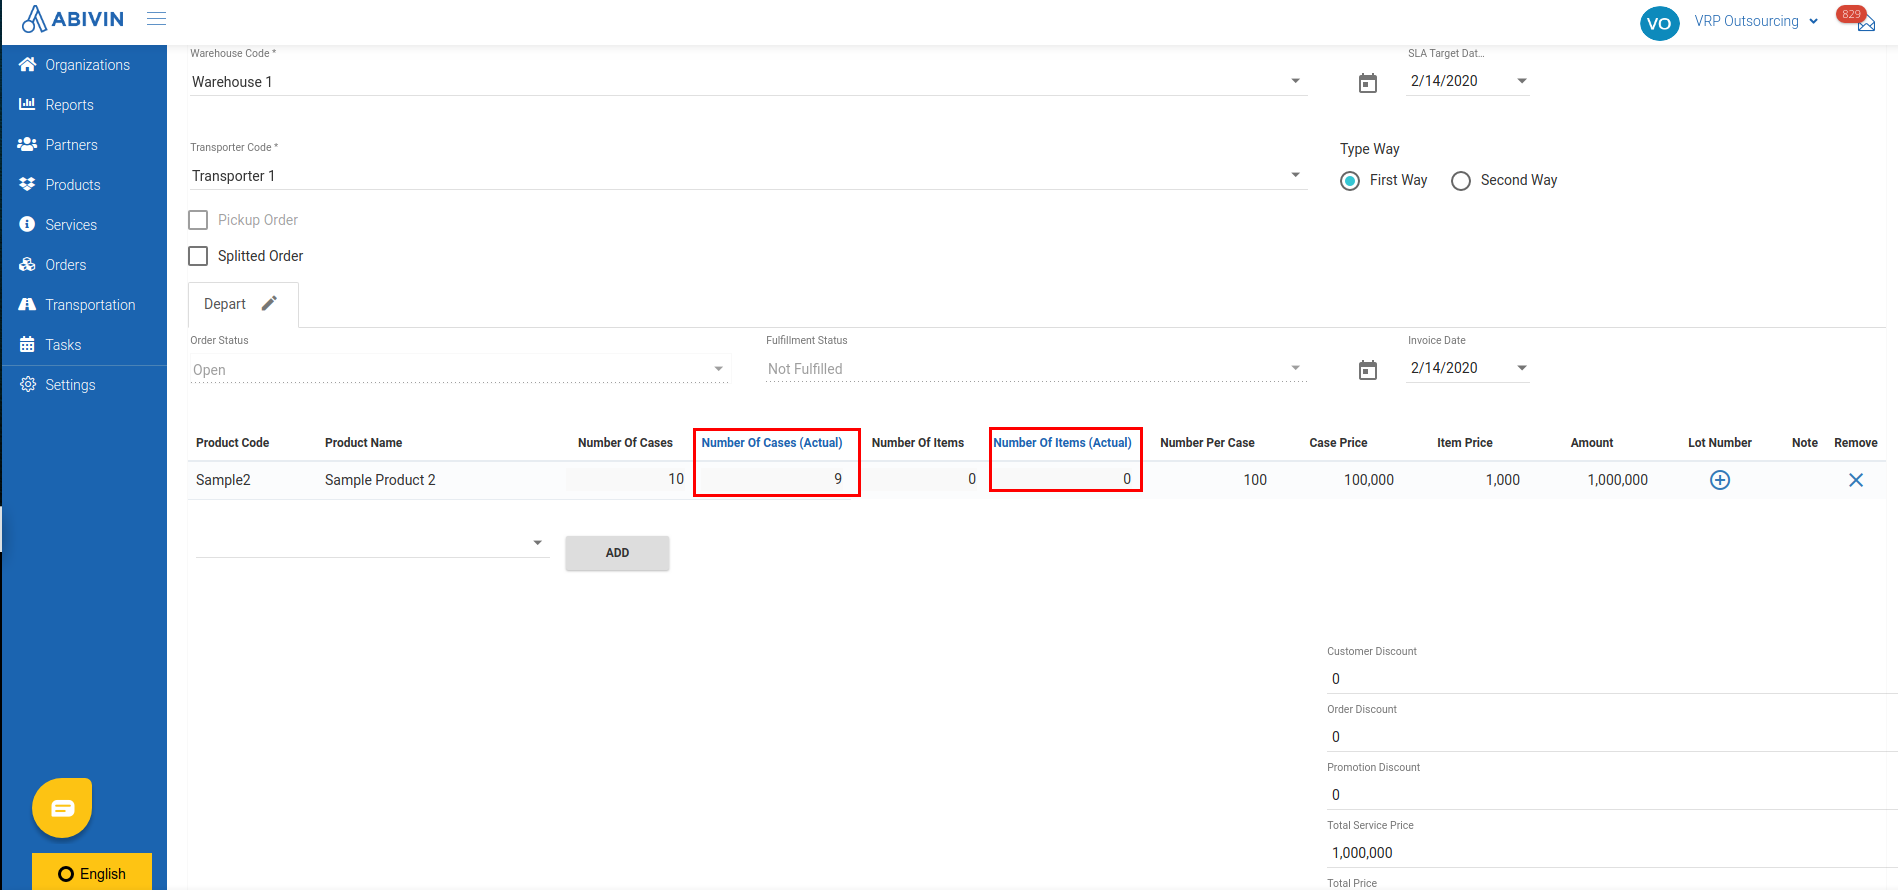 ABIVIN
VO
VRP Outsourcing
829
Organizations
Reports
Partners
Products
Services
Orders
Transportation
Tasks
Settings
English
Warehouse Code *
Warehouse 1
SLA Target Dat...
2/14/2020
Transporter Code *
Transporter 1
Type Way
First Way
Second Way
Pickup Order
Splitted Order
Depart
Order Status
Open
Fulfillment Status
Not Fulfilled
Invoice Date
2/14/2020
Product Code Product Name Number Of Cases Number Of Cases (Actual) Number Of Items Number Of Items (Actual) Number Per Case Case Price Item Price Amount Lot Number Note Remove
Sample2 Sample Product 2 10 9 0 0 100 100,000 1,000 1,000,000
ADD
Customer Discount
0
Order Discount
0
Promotion Discount
0
Total Service Price
1,000,000
Total Price